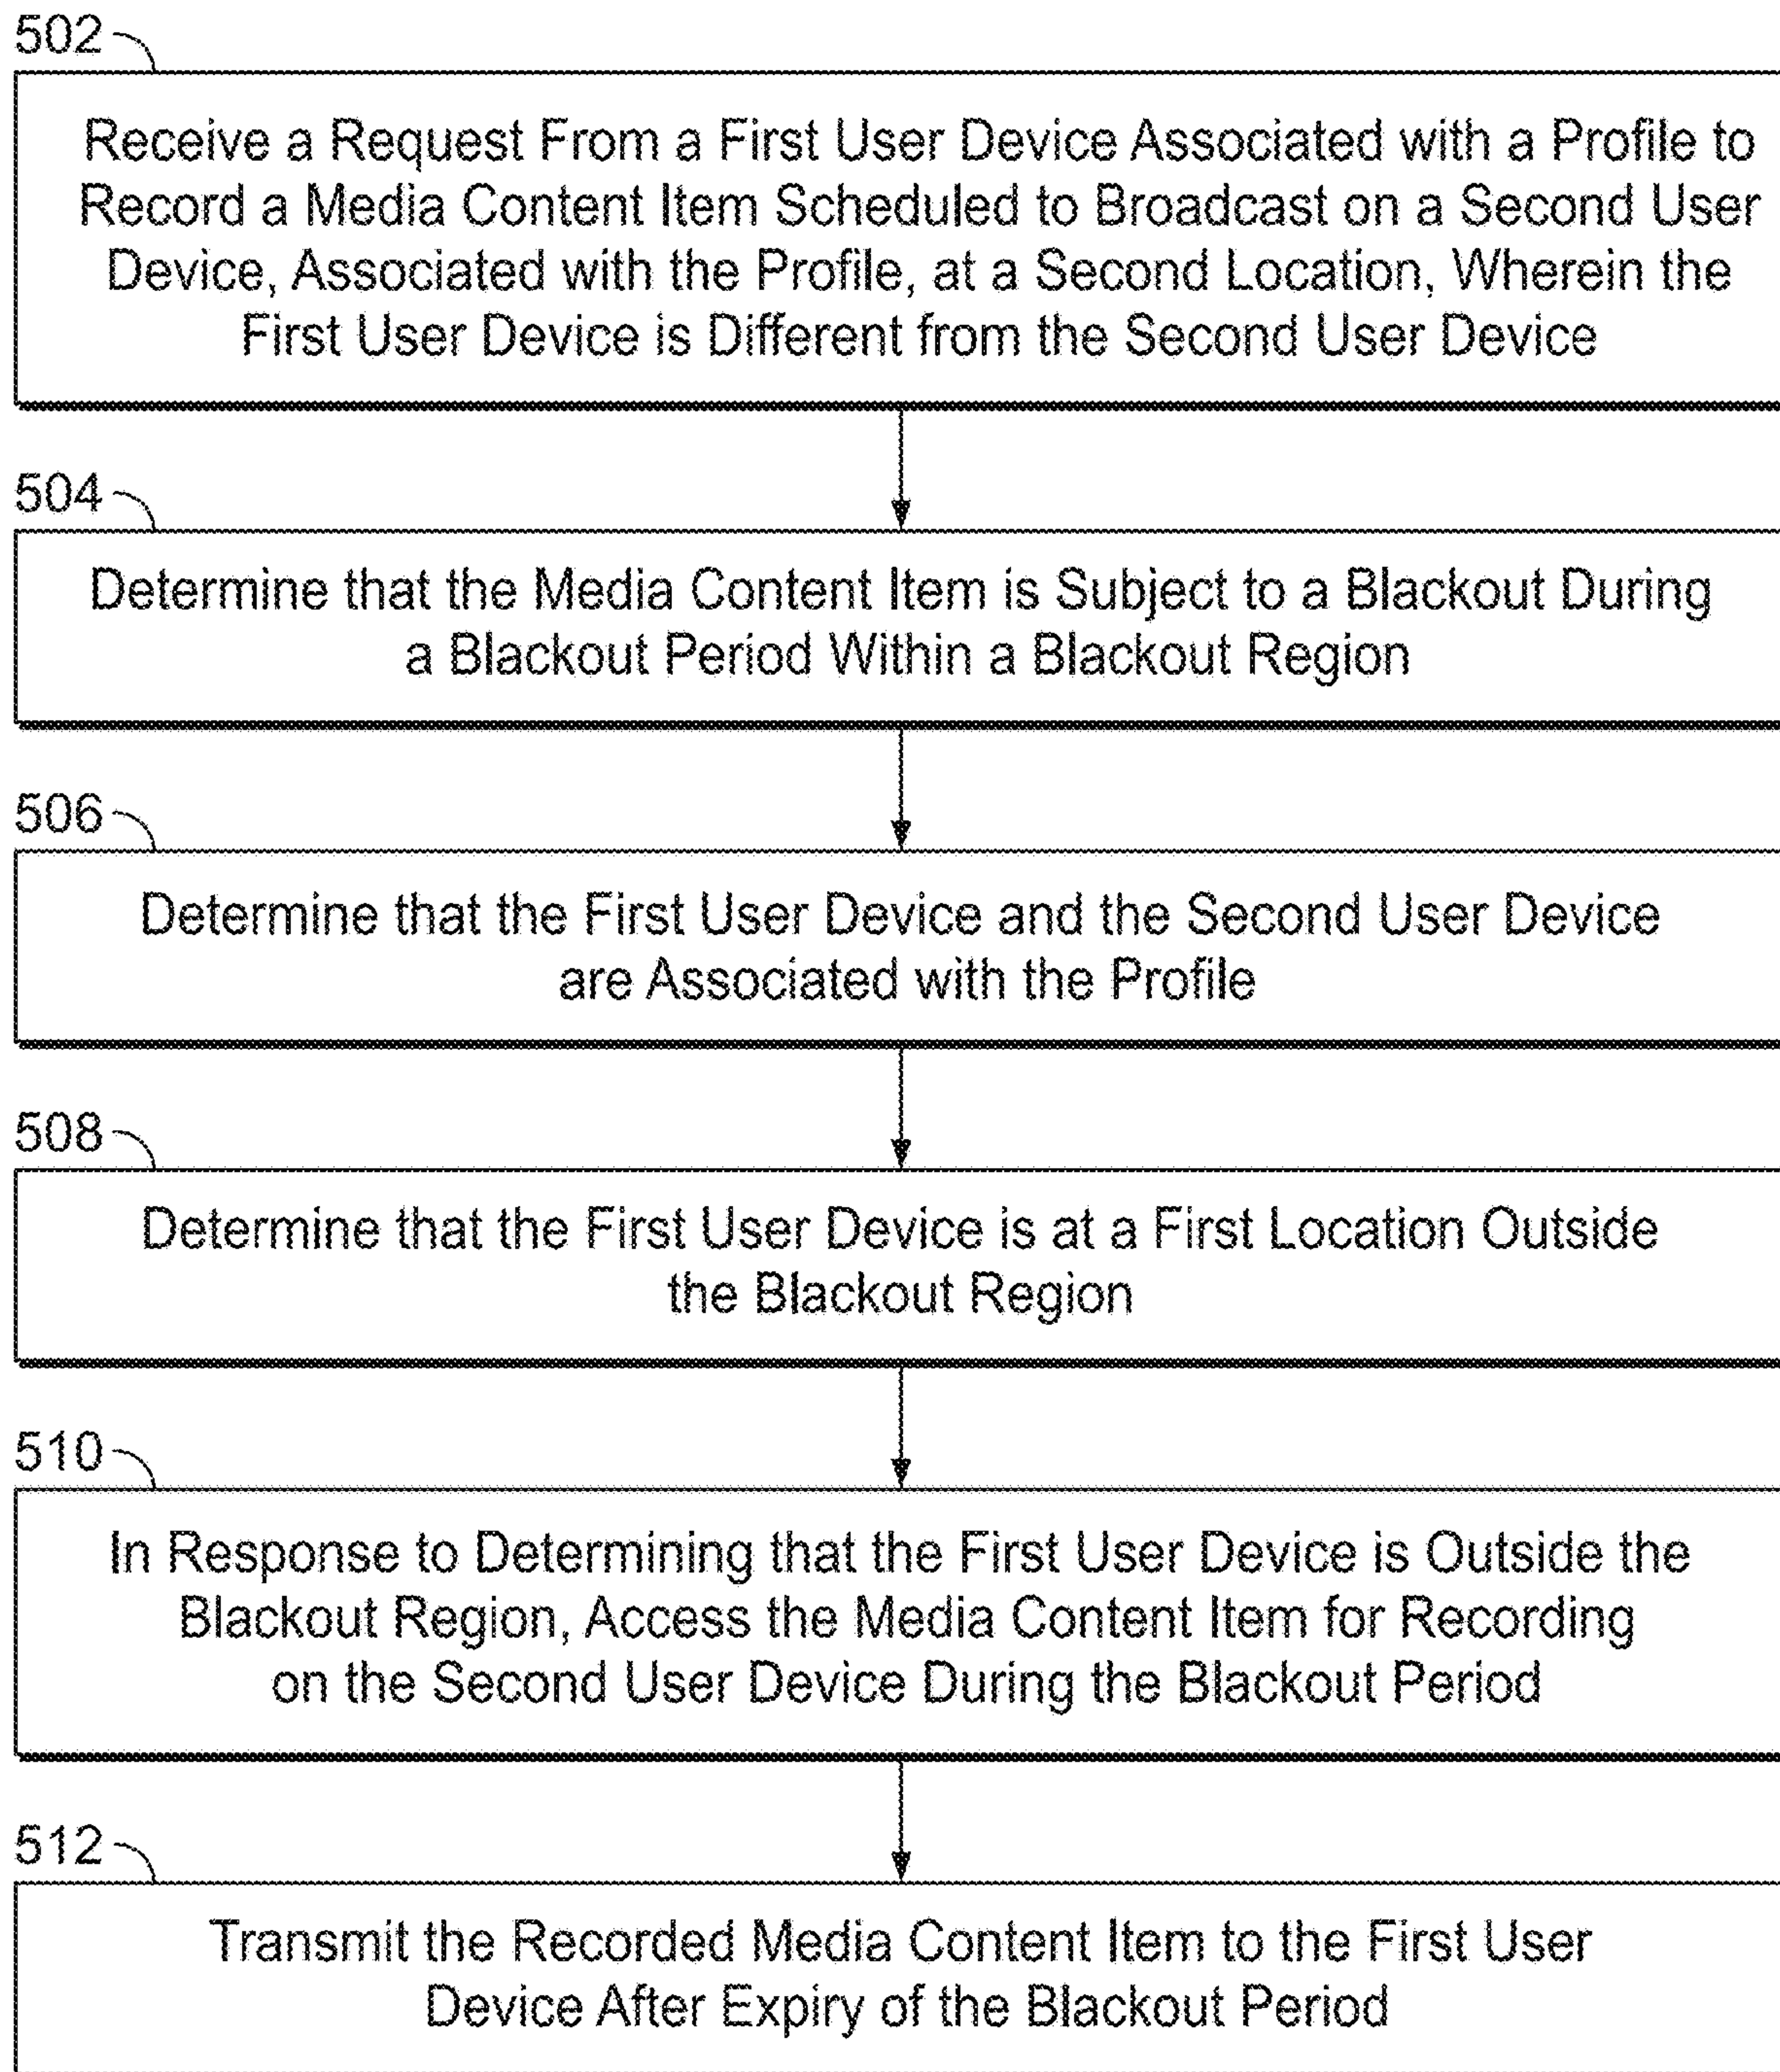 502
Receive a Request From a First User Device Associated with a Profile to
Record a Media Content Item Scheduled to Broadcast on a Second User
Device, Associated with the Profile, at a Second Location, Wherein the
First User Device is Different from the Second User Device
504
Determine that the Media Content Item is Subject to a Blackout During
a Blackout Period Within a Blackout Region
506
Determine that the First User Device and the Second User Device
are Associated with the Profile
508
Determine that the First User Device is at a First Location Outside
the Blackout Region
510
In Response to Determining that the First User Device is Outside the
Blackout Region, Access the Media Content Item for Recording
on the Second User Device During the Blackout Period
512
Transmit the Recorded Media Content Item to the First User
Device After Expiry of the Blackout Period